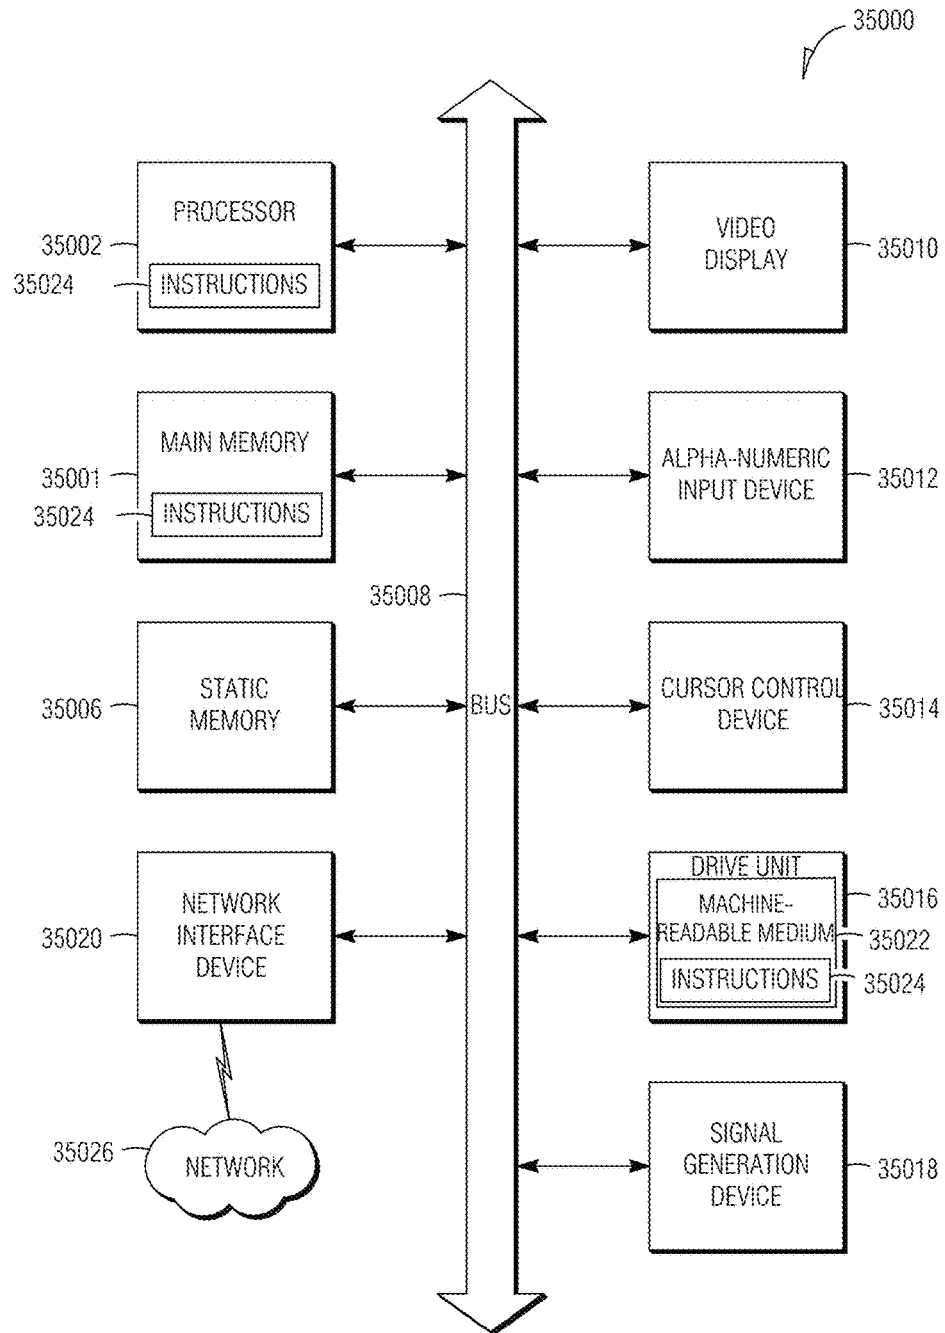 35000
PROCESSOR
35002
35024
INSTRUCTIONS
VIDEO
DISPLAY
35010
MAIN MEMORY
35001
35024
INSTRUCTIONS
ALPHA-NUMERIC
INPUT DEVICE
35012
35008
STATIC
MEMORY
35006
BUS
CURSOR CONTROL
DEVICE
35014
NETWORK
INTERFACE
DEVICE
35020
DRIVE UNIT
35016
MACHINE-
READABLE MEDIUM
35022
INSTRUCTIONS
35024
35026
NETWORK
SIGNAL
GENERATION
DEVICE
35018